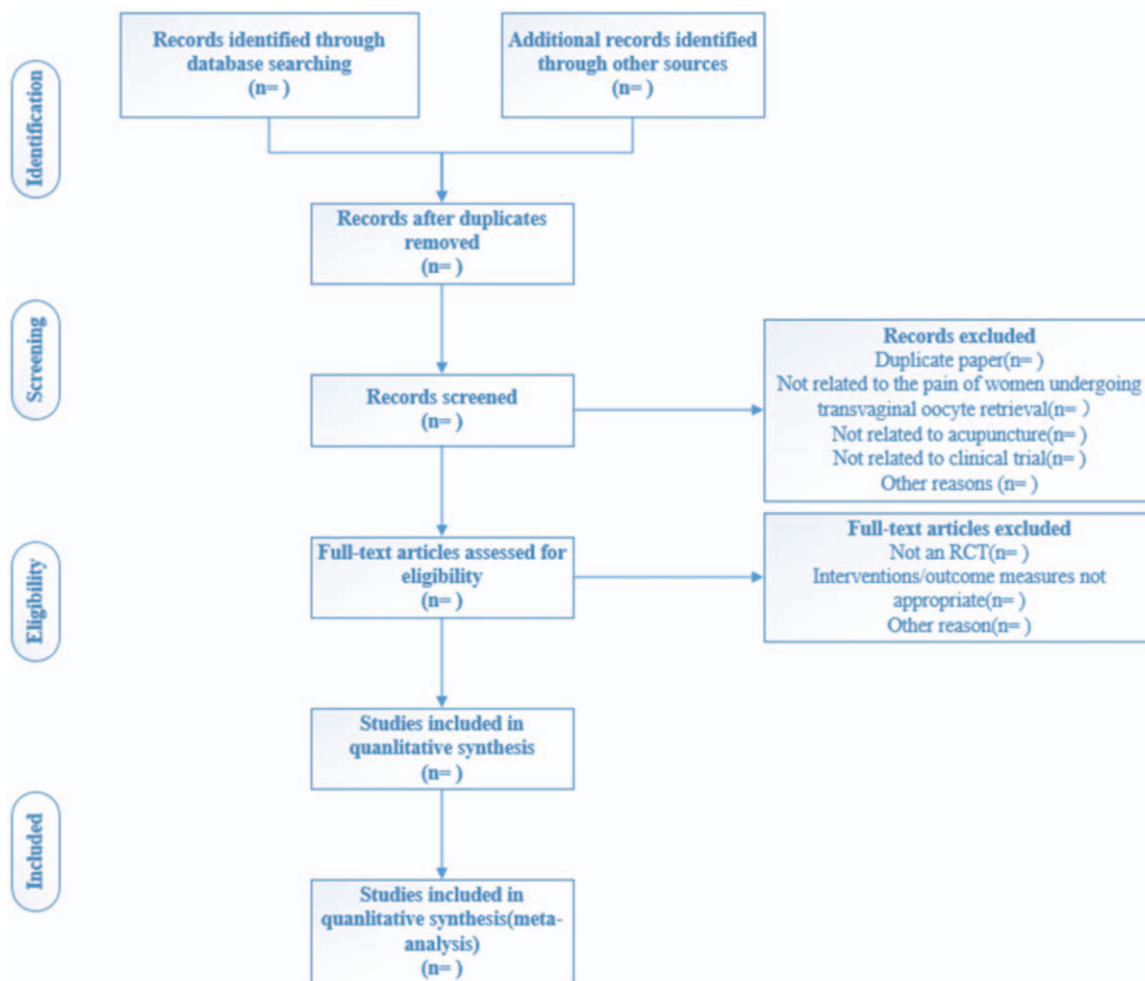 Records identified through
database searching
(n= )
Additional records identified
through other sources
(n= )
Identification
Records after duplicates
removed
(n= )
Screening
Records screened
(n= )
Records excluded
Duplicate paper(n= )
Not related to the pain of women undergoing
transvaginal oocyte retrieval(n= )
Not related to acupuncture(n= )
Not related to clinical trial(n= )
Other reasons (n= )
Eligibility
Full-text articles assessed for
eligibility
(n= )
Full-text articles excluded
Not an RCT(n= )
Interventions/outcome measures not
appropriate(n= )
Other reason(n= )
Studies included in
quanlitative synthesis
(n= )
Included
Studies included in
quanlitative synthesis(meta-
analysis)
(n= )